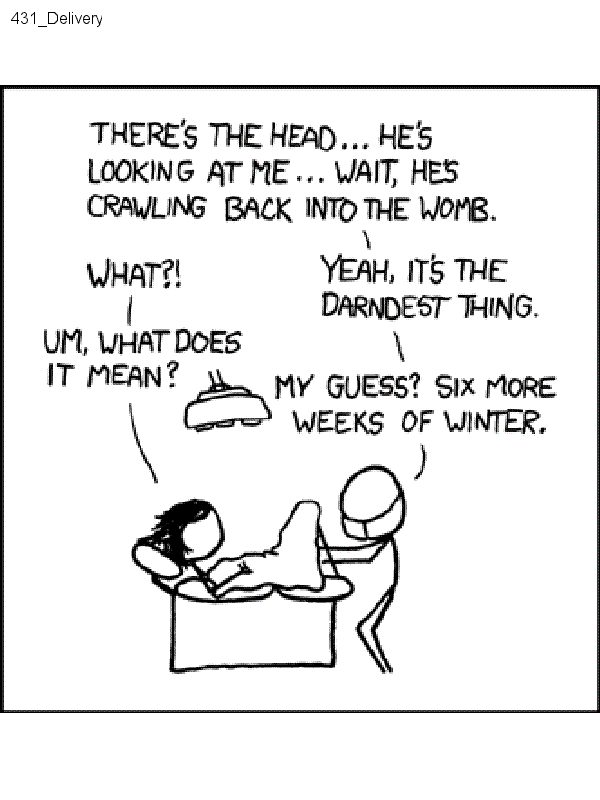 431_Delivery
THERE'S THE HEAD... HE'S
LOOKING AT ME... WAIT, HE'S
CRAWLING BACK INTO THE WOMB.
WHAT?!
YEAH, IT'S THE
DARNDEST THING.
UM, WHAT DOES
IT MEAN?
MY GUESS? SIX MORE
WEEKS OF WINTER.